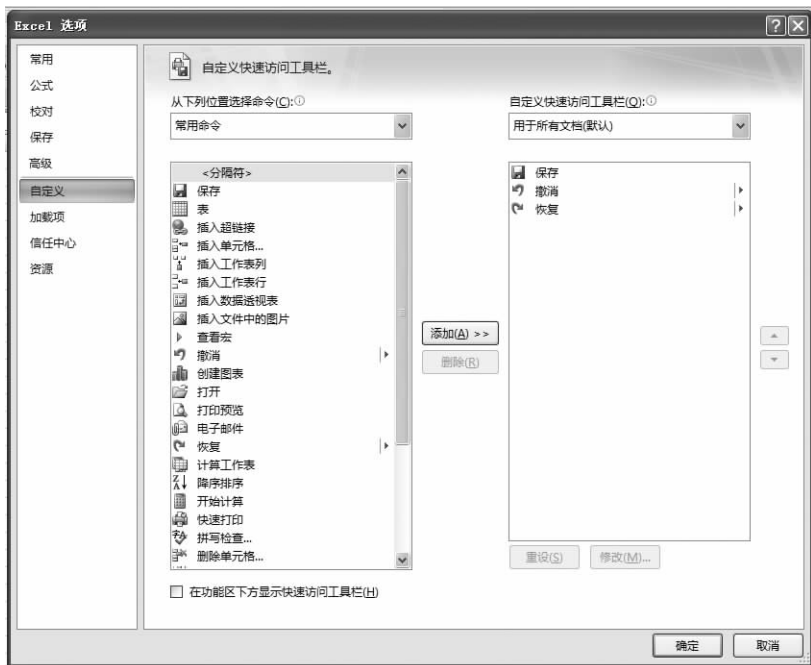 Excel 选项
常用
公式
校对
保存
高级
自定义
加载项
信任中心
资源
自定义快速访问工具栏。
从下列位置选择命令(C):
常用命令
<分隔符>
保存
表
插入超链接
插入单元格...
插入工作表列
插入工作表行
插入数据透视表
插入文件中的图片
查看宏
撤消
创建图表
打开
打印预览
电子邮件
恢复
计算工作表
降序排序
开始计算
快速打印
拼写检查...
删除单元格...
在功能区下方显示快速访问工具栏(H)
添加(A) >>
删除(R)
自定义快速访问工具栏(Q):
用于所有文档(默认)
保存
撤消
恢复
重设(S)
修改(M)...
确定
取消